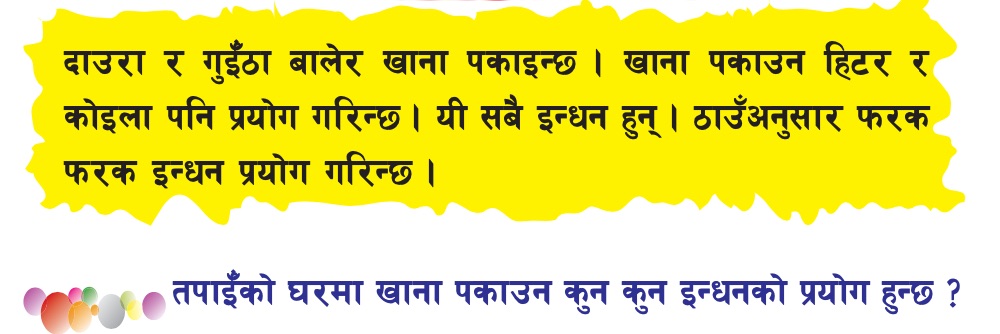 दाउरा र गुइँठा बालेर खाना पकाइन्छ । खाना पकाउन हिटर र
कोइला पनि प्रयोग गरिन्छ । यी सबै इन्धन हुन् । ठाउँअनुसार फरक
फरक इन्धन प्रयोग गरिन्छ ।
तपाइँको घरमा खाना पकाउन कुन कुन इन्धनको प्रयोग हुन्छ ?